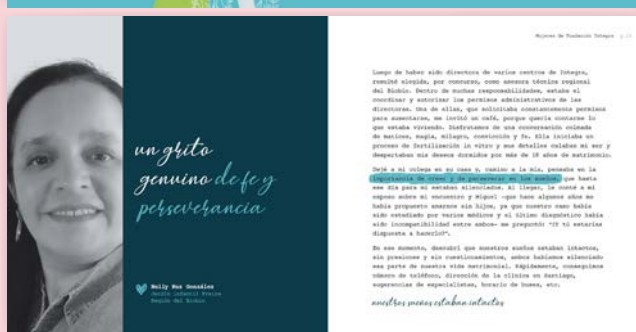 un grito
genuino de fe y
perseverancia
Nelly Muz González
Jardín Infantil Fresia
Región del Biobío
Mujeres de Fundación Integra p.
Luego de haber sido directora de varios centros de Integra,
resulté elegida, por concurso, como asesora técnica regional
del Biobío. Dentro de muchas responsabilidades, estaba el
coordinar y autorizar los permisos administrativos de las
directoras. Una de ellas, que solicitaba constantemente permisos
para ausentarse, me invitó un café, porque quería contarme lo
que estaba viviendo. Disfrutamos de una conversación colmada
de matices, magia, milagro, convicción y fe. Ella iniciaba un
proceso de fertilización in vitro y sus detalles calaban mi ser y
despertaban mis deseos dormidos por más de 18 años de matrimonio.
Dejé a mi colega en su casa y, camino a la mía, pensaba en la
importancia de creer y de perseverar en los sueños, que hasta
ese día para mí estaban silenciados. Al llegar, le conté a mi
esposo sobre mi encuentro y Miguel -que hace algunos años me
había propuesto amarnos sin hijos, ya que nuestro caso había
sido estudiado por varios médicos y el último diagnóstico había
sido incompatibilidad entre ambos- me preguntó: "¿Y tú estarías
dispuesta a hacerlo?".
En ese momento, descubrí que nuestros sueños estaban intactos,
sin presiones y sin cuestionamientos, ambos habíamos silenciado
esa parte de nuestra vida matrimonial. Rápidamente, conseguimos
número de teléfono, dirección de la clínica en Santiago,
sugerencias de especialistas, horario de buses, etc.
nuestros sueños estaban intactos